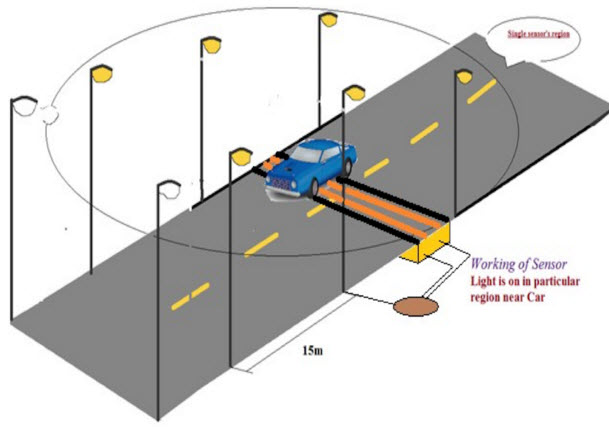 Single sensor's region
Working of Sensor
Light is on in particular
region near Car
15m